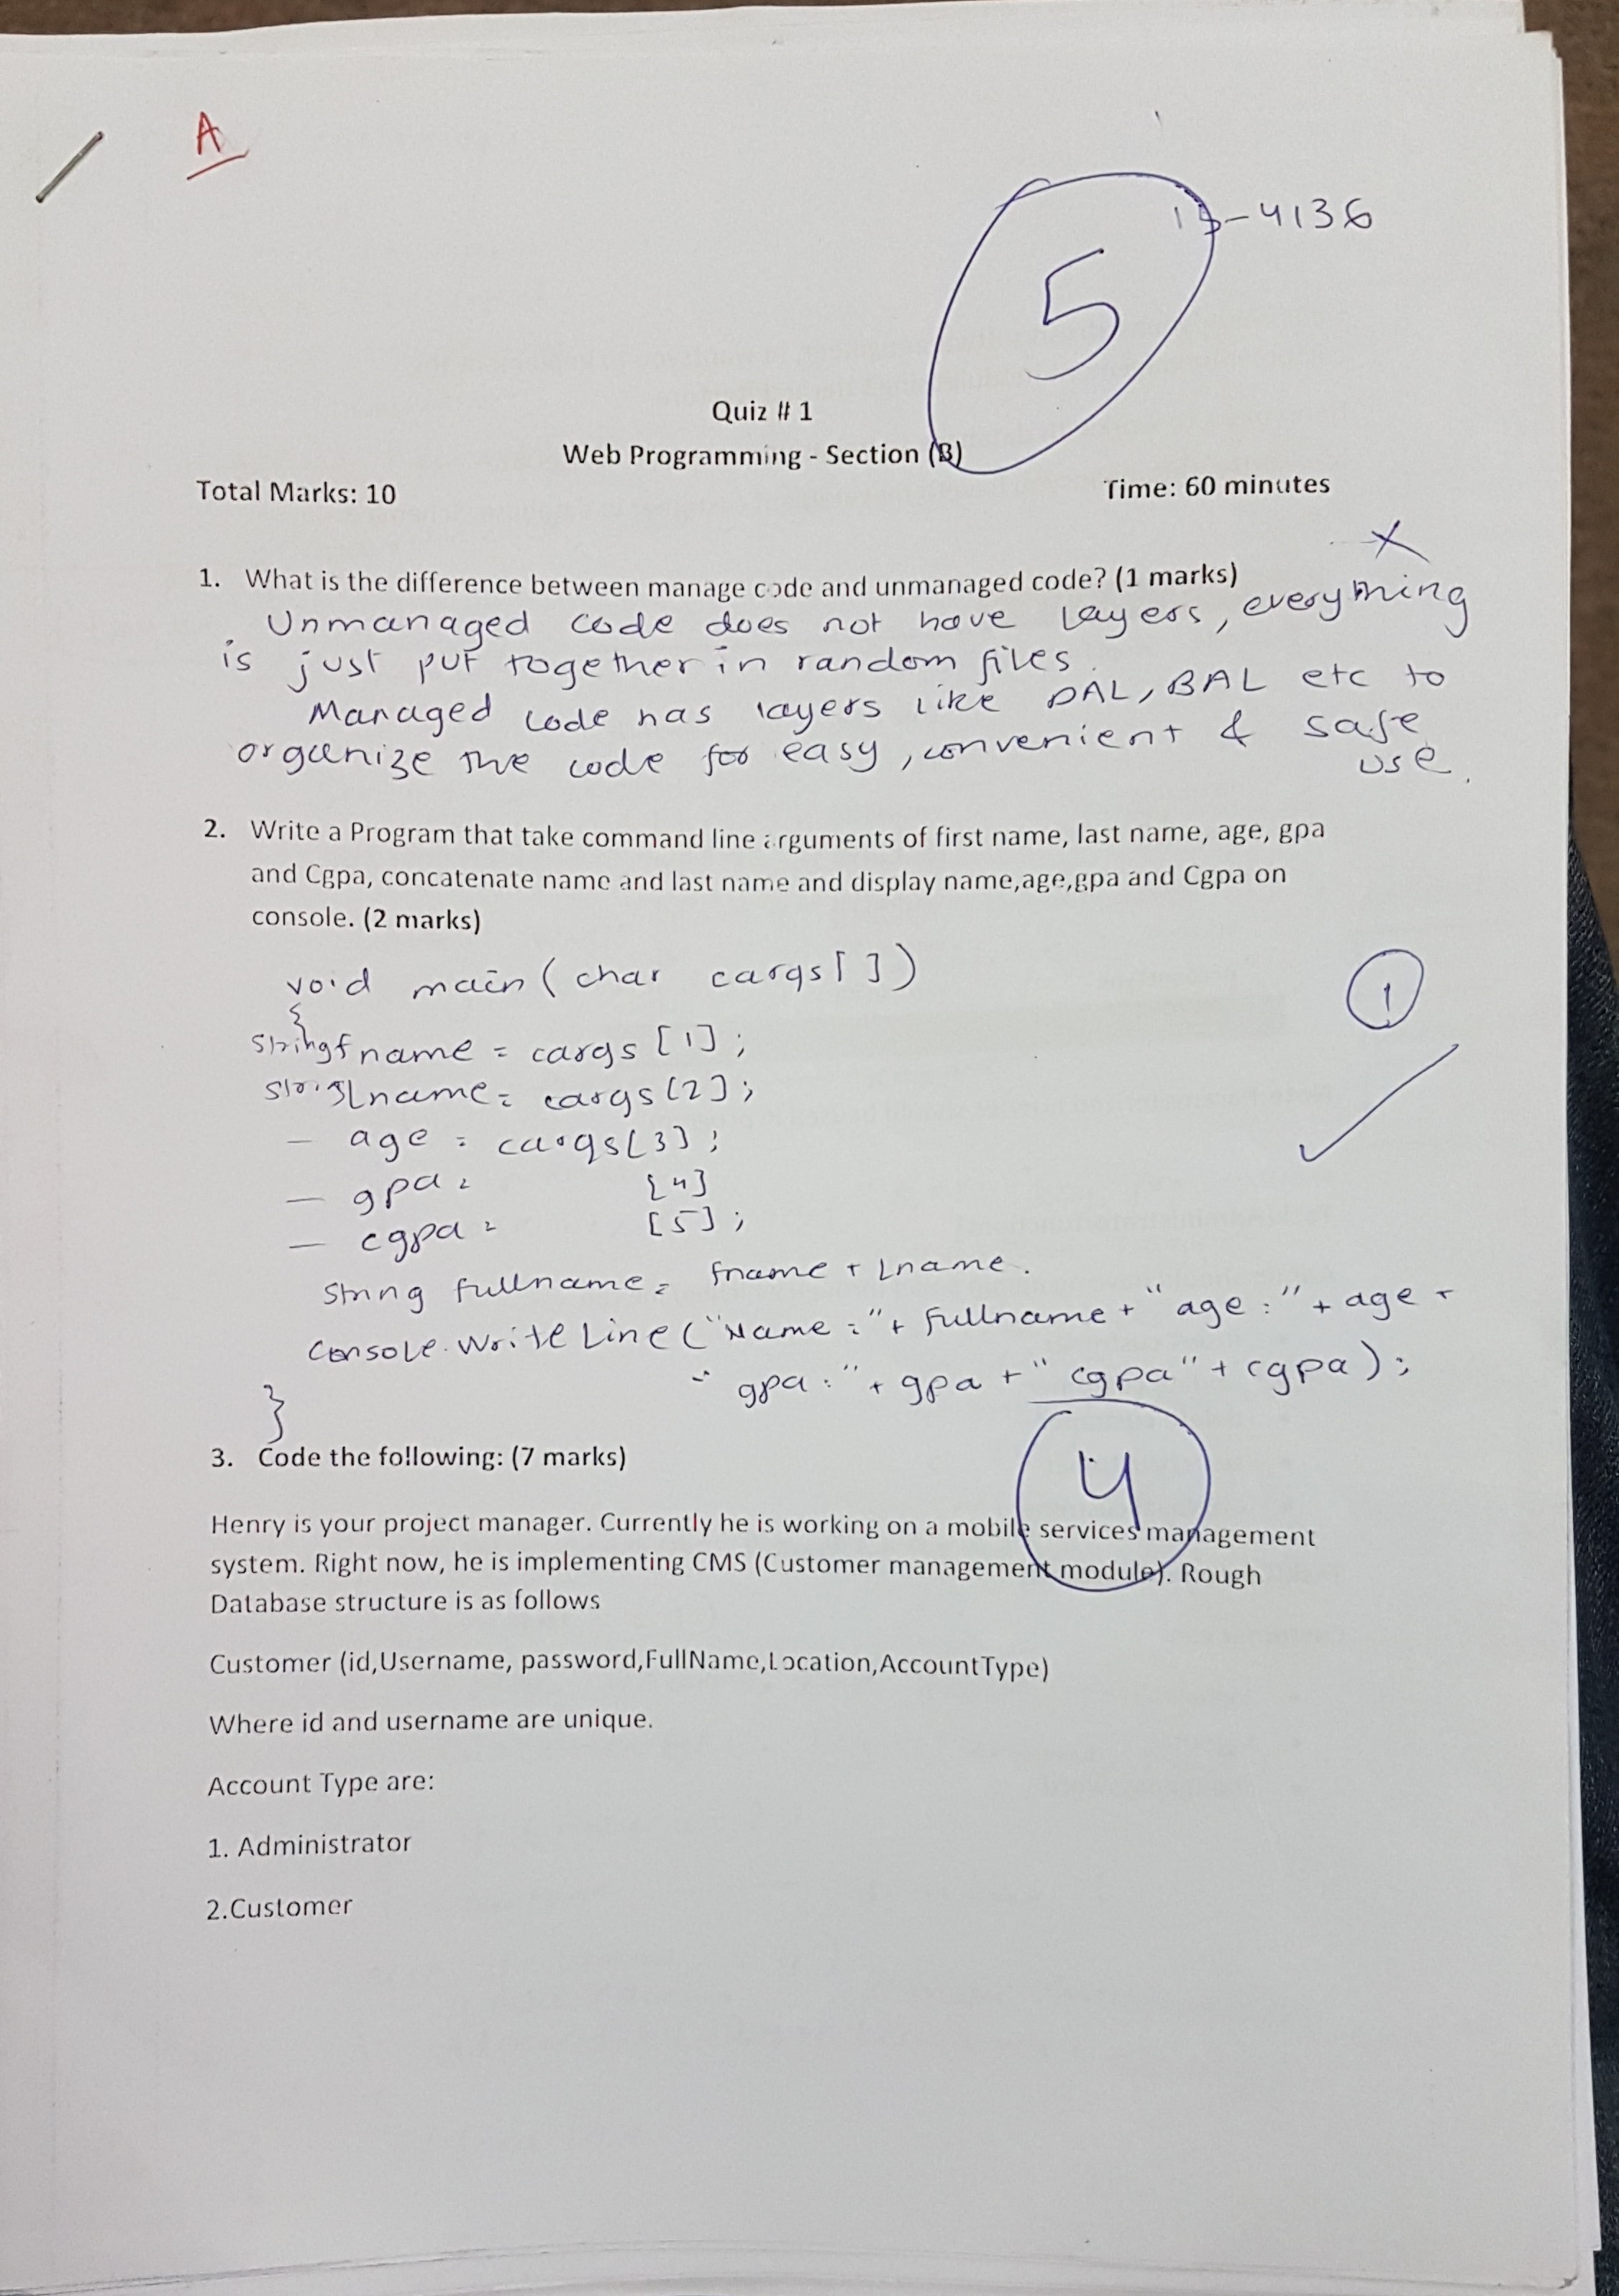 A
15-4136
5
Quiz # 1
Web Programming - Section (B)
Total Marks: 10 Time: 60 minutes
X
1. What is the difference between manage code and unmanaged code? (1 marks)
Unmanaged code does not have layers, everything
is just put together in random files.
Managed code has layers like DAL, BAL etc to
organize the code for easy, convenient & safe
use.
2. Write a Program that take command line arguments of first name, last name, age, gpa
and Cgpa, concatenate name and last name and display name,age,gpa and Cgpa on
console. (2 marks)
void main (char cargs[])
1
{
String fname = cargs [1];
String Lname = cargs [2];
— age = cargs [3];
— gpa = [4]
— cgpa = [5];
String fullname = fname + Lname.
Console.WriteLine ("Name:"+ Fullname + "age:" + age +
"gpa:" + gpa + "cgpa" + cgpa);
}
3. Code the following: (7 marks)
4
Henry is your project manager. Currently he is working on a mobile services management
system. Right now, he is implementing CMS (Customer management module). Rough
Database structure is as follows
Customer (id,Username, password,FullName,Location,AccountType)
Where id and username are unique.
Account Type are:
1. Administrator
2.Customer